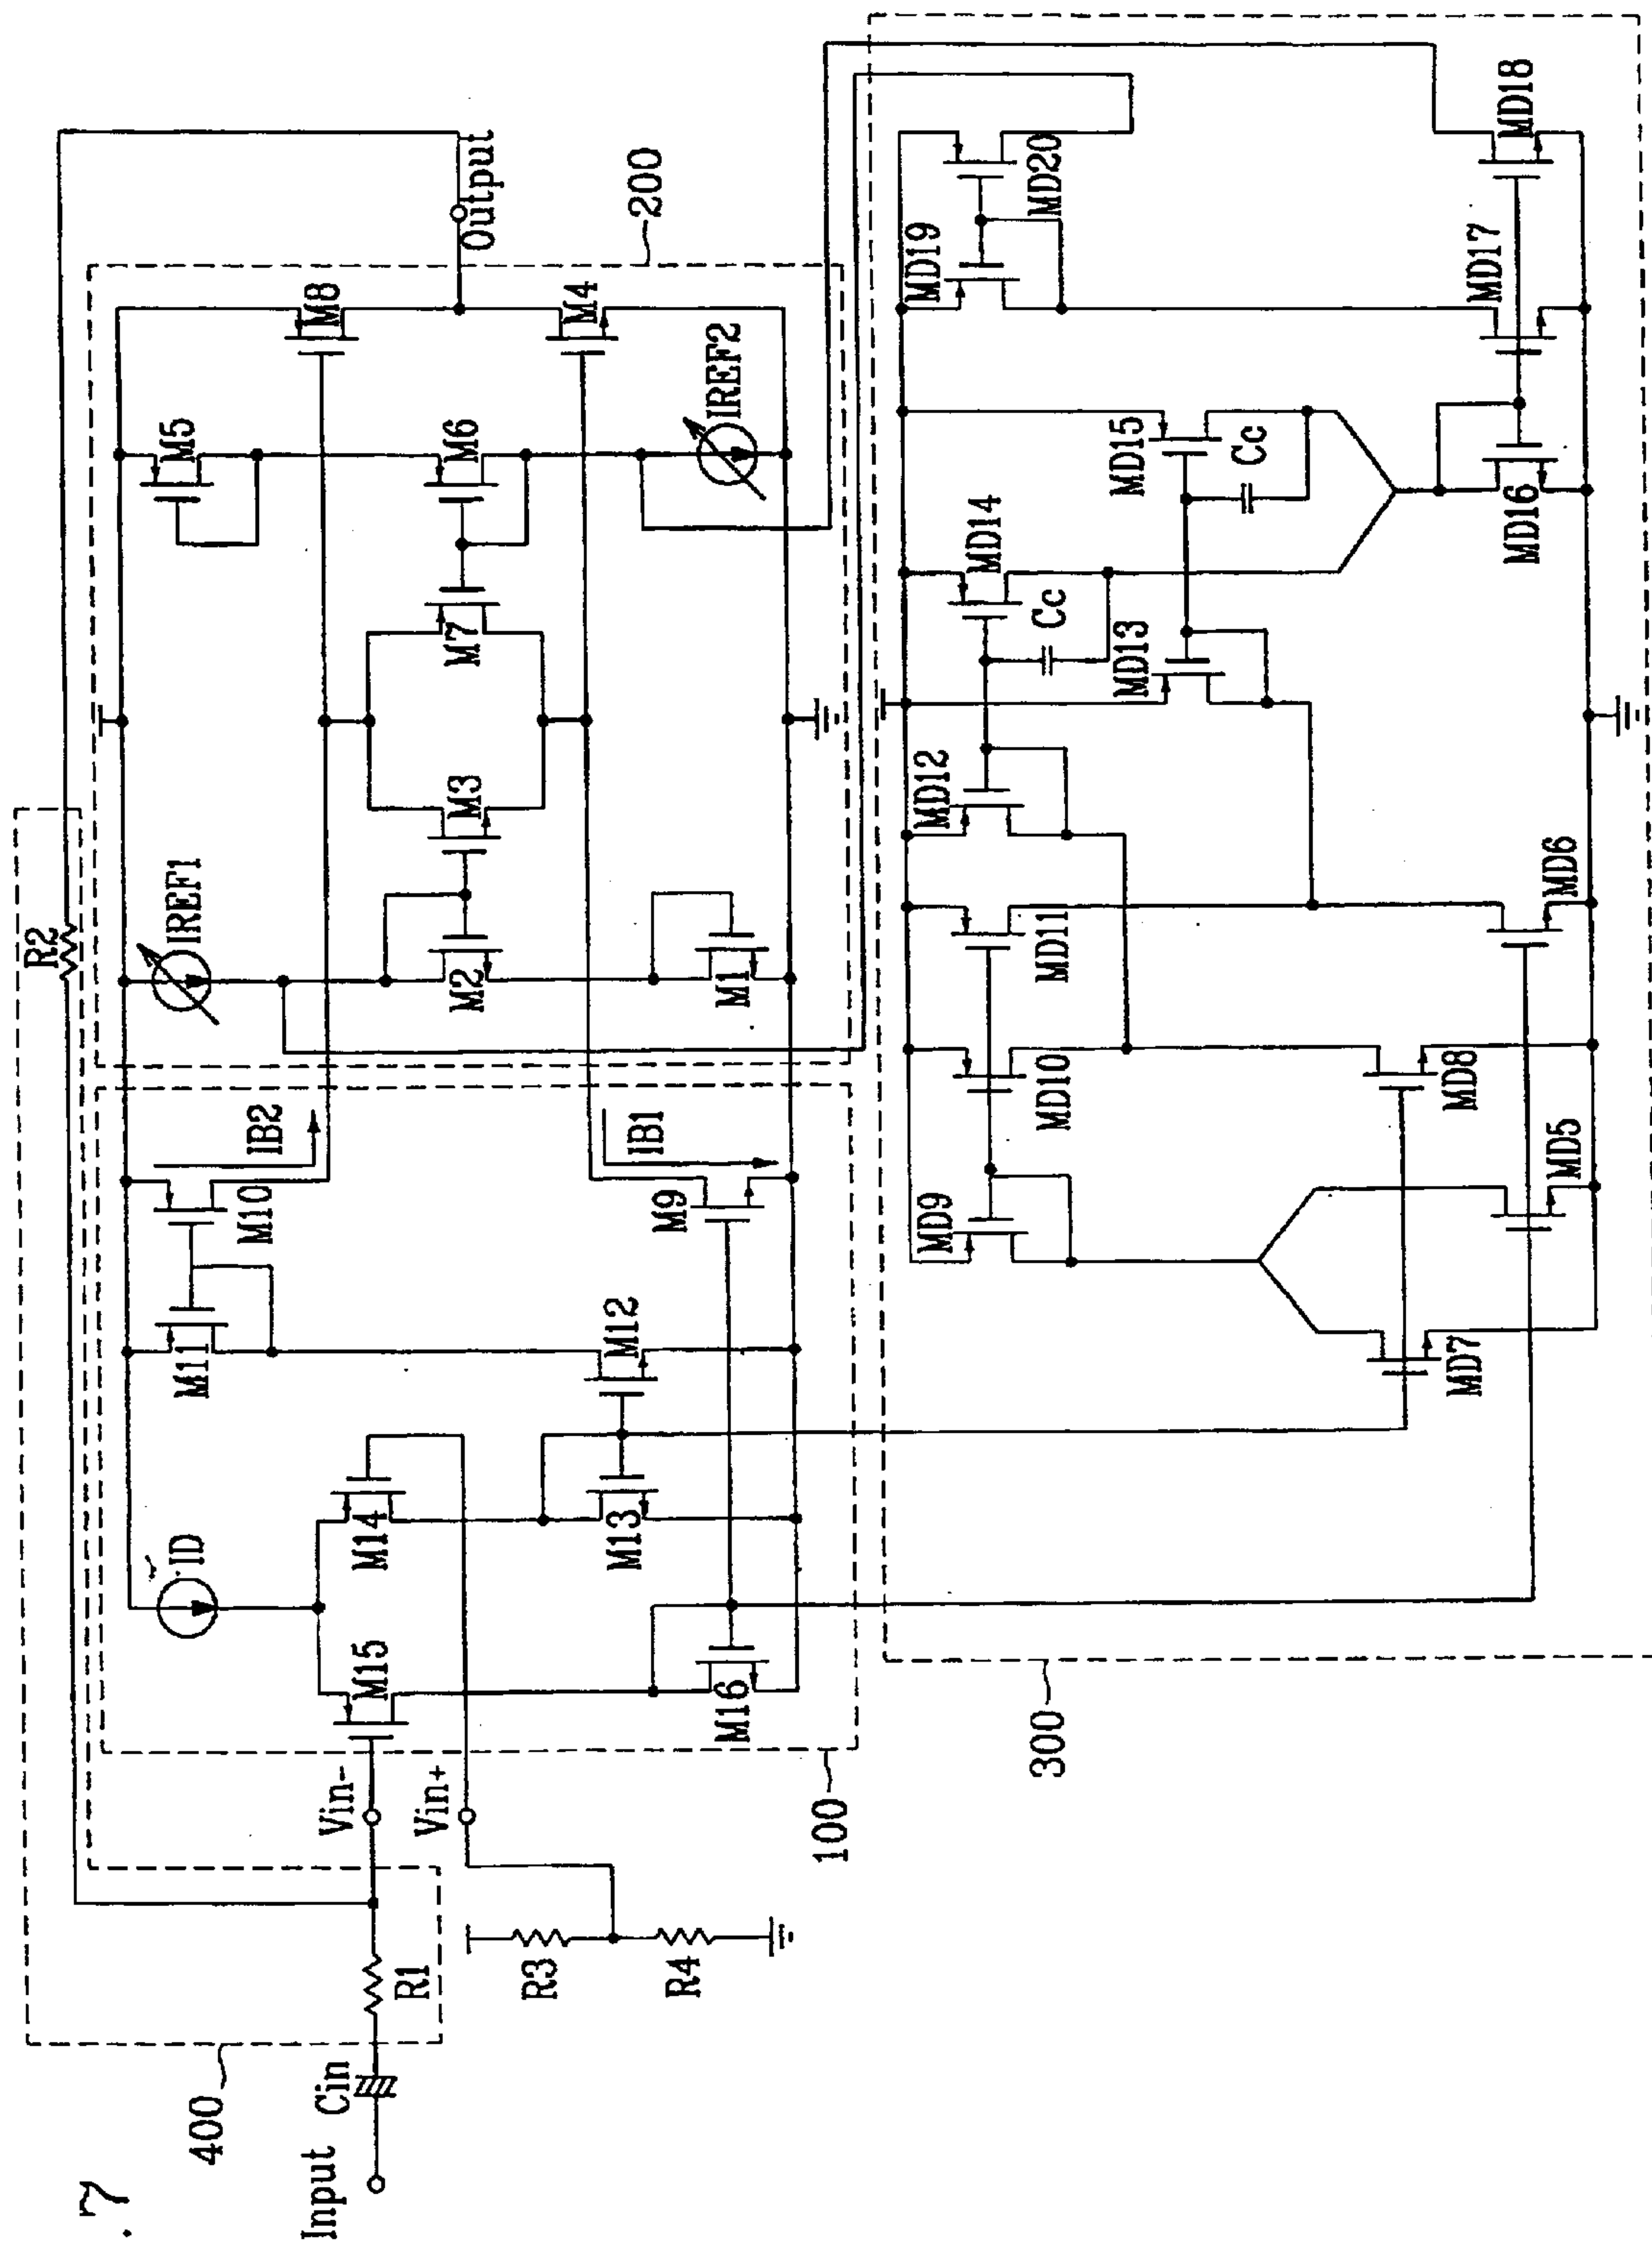 .7
400
Input
Cin
R1
R2
R3
R4
Vin-
Vin+
100
ID
M15
M14
M16
M13
M11
M12
M10
IB2
M9
IB1
IREF1
M2
M1
M3
M7
M5
M6
IREF2
M8
M4
Output
200
300
MD9
MD7
MD5
MD10
MD8
MD11
MD6
MD12
MD13
MD14
Cc
MD15
Cc
MD16
MD19
MD17
MD20
MD18